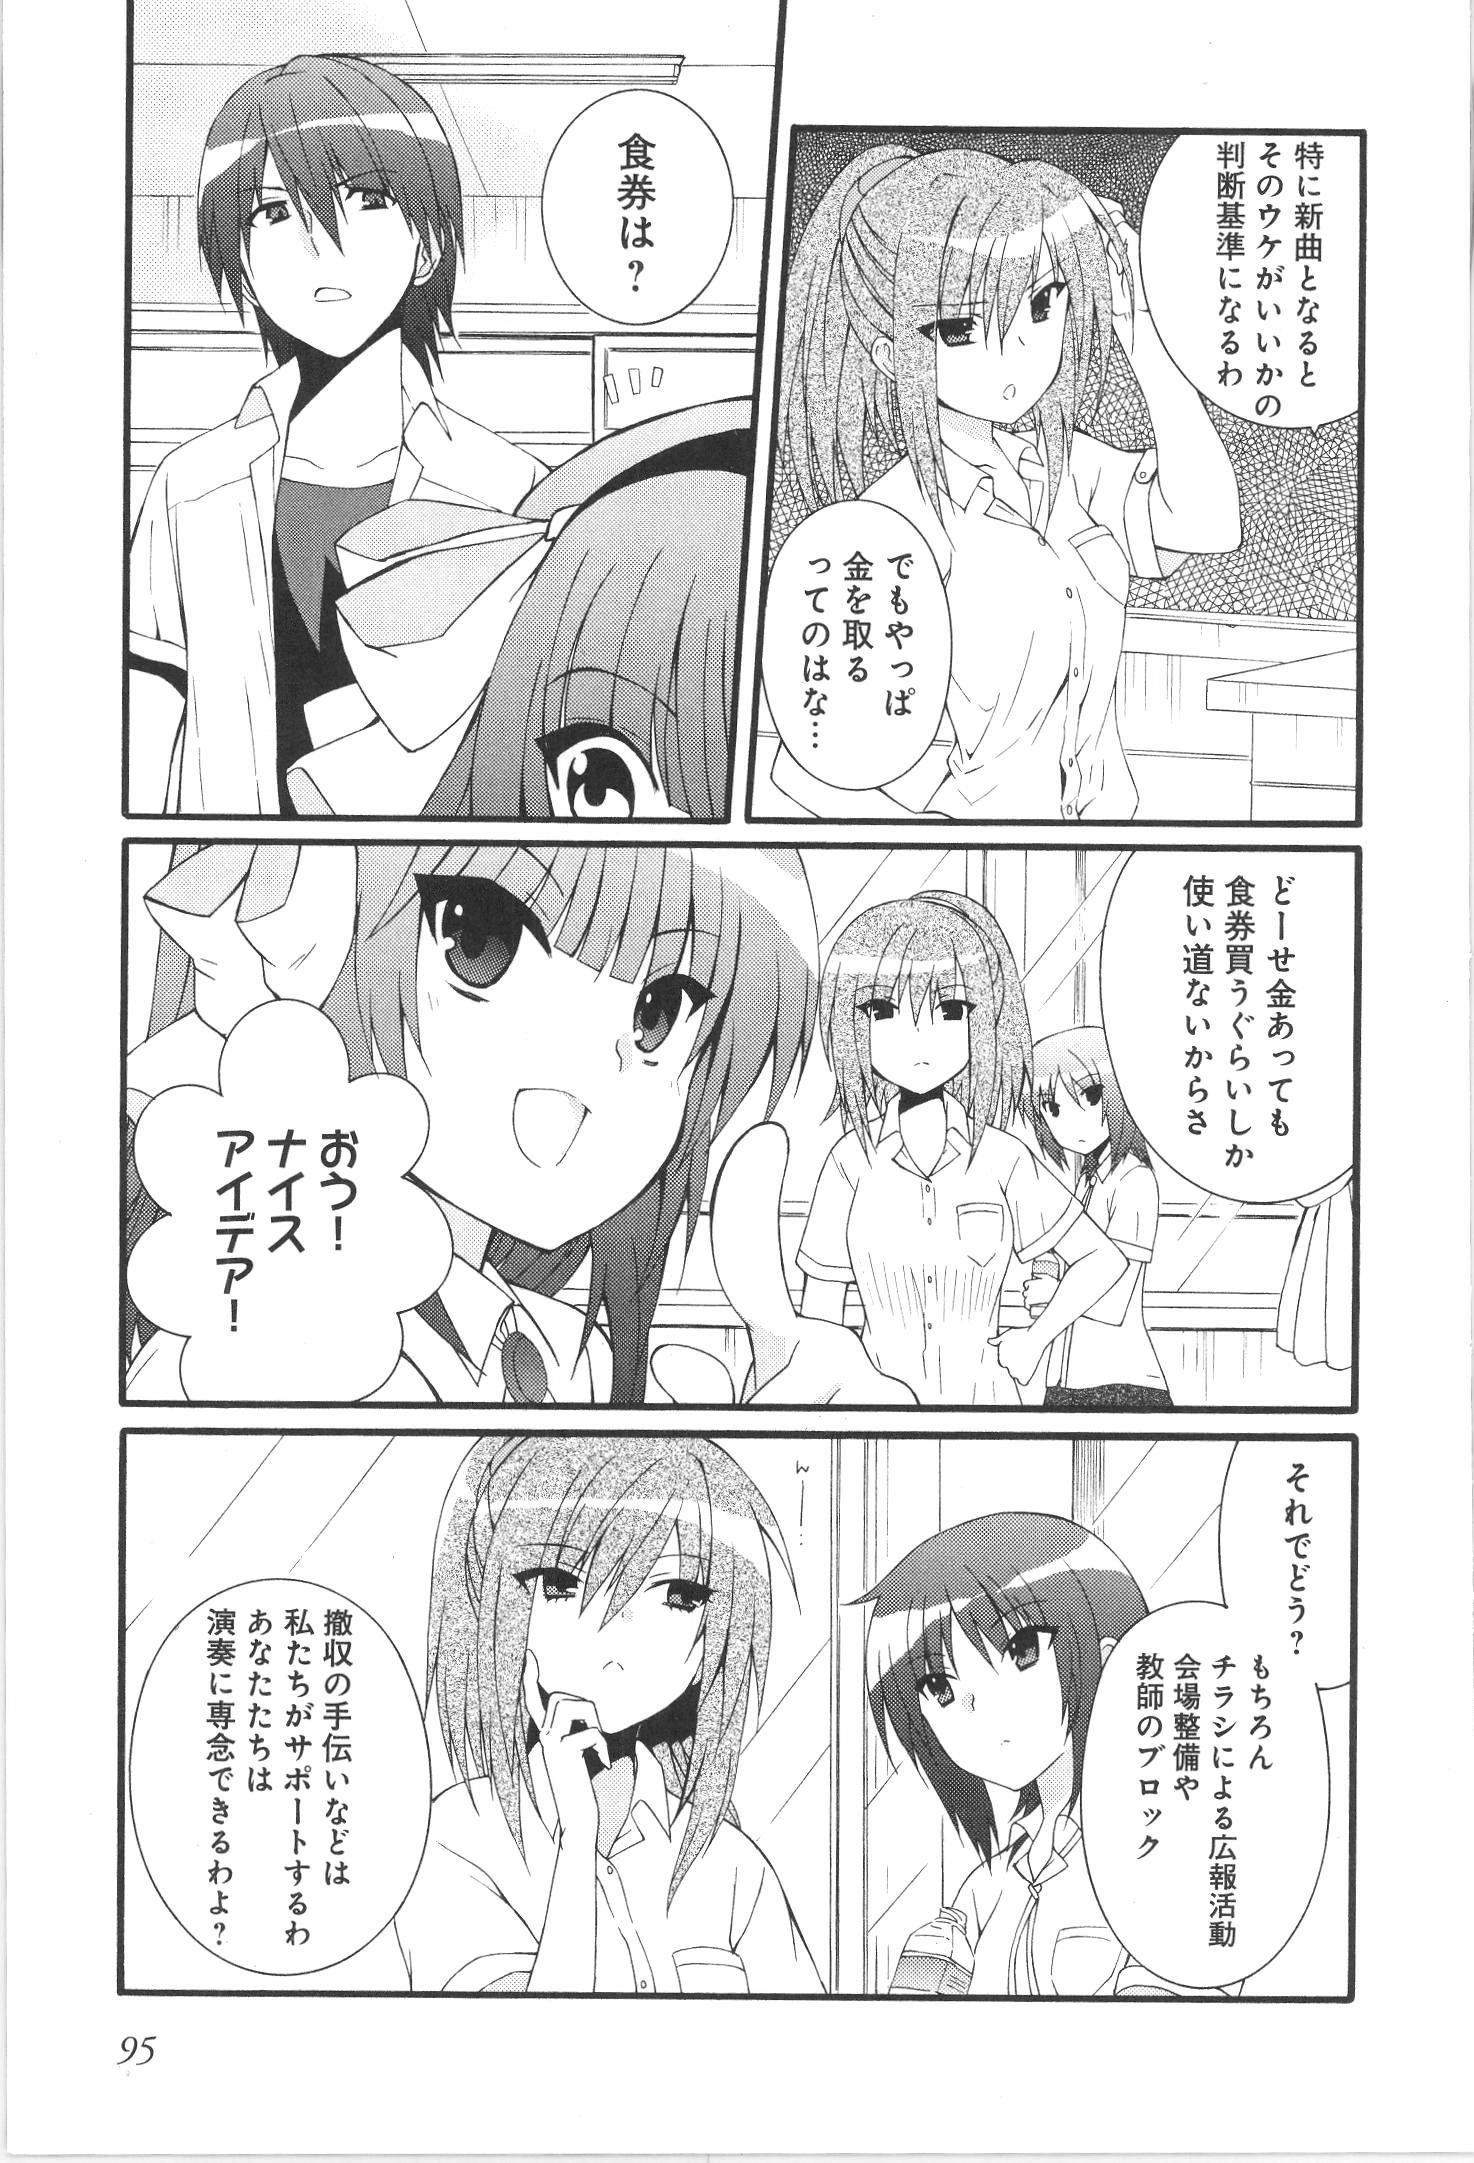 特に新曲となると
そのウケがいいかの
判断基準になるわ
でもやっぱ
金を取る
ってのはな…
食券は？
どーせ金あっても
食券買うぐらいしか
使い道ないからさ
おう！
ナイス
アイデア！
それでどう？
もちろん
チラシによる広報活動
会場整備や
教師のブロック
んー…
撤収の手伝いなどは
私たちがサポートするわ
あなたたちは
演奏に専念できるわよ？
95